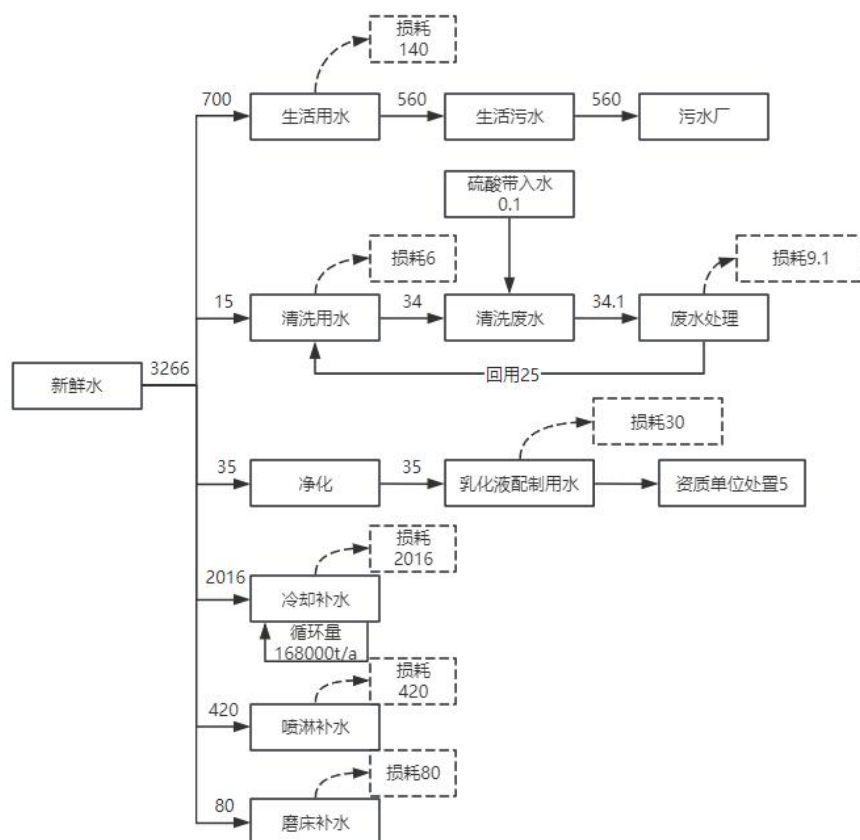 损耗
140
700
生活用水
560
生活污水
560
污水厂
硫酸带入水
0.1
损耗6
损耗9.1
15
清洗用水
34
清洗废水
34.1
废水处理
回用25
新鲜水
3266
损耗30
35
净化
35
乳化液配制用水
资质单位处置5
损耗
2016
2016
冷却补水
循环量
168000t/a
损耗
420
420
喷淋补水
损耗80
80
磨床补水